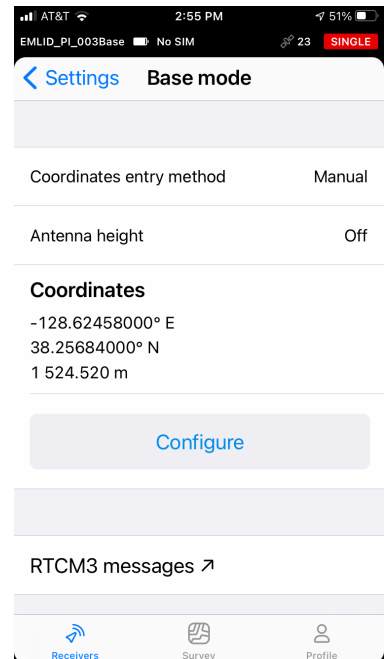 AT&T 2:55 PM 51%
EMLID_PI_003Base No SIM 23 SINGLE
Settings Base mode
Coordinates entry method Manual
Antenna height Off
Coordinates
-128.62458000° E
38.25684000° N
1 524.520 m
Configure
RTCM3 messages ↗
Receivers Survey Profile